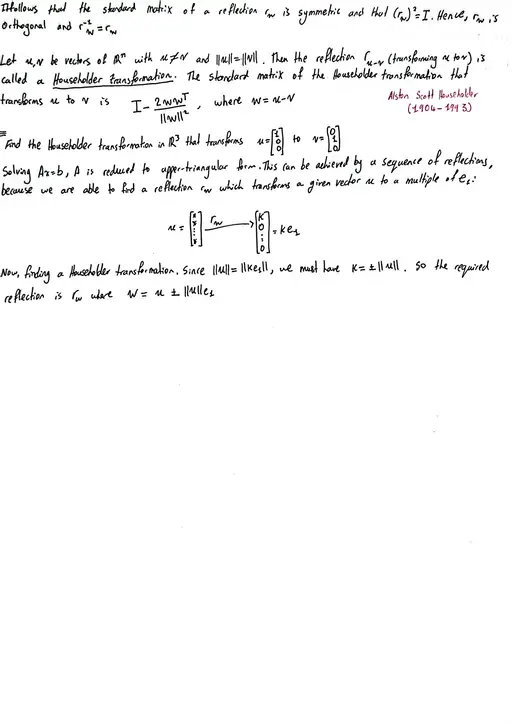 It follows that the standard matrix of a reflection r_w is symmetric and that (r_w)²=I. Hence, r_w is
Orthogonal and r_w⁻¹=r_w
Let u,v be vectors of ℝⁿ with u≠v and ||u||=||v||. Then the reflection r_{u-v} (transforming u to v) is
called a Householder transformation. The standard matrix of the Householder transformation that
transforms u to v is I - 2wwᵀ/||w||², where w=u-v
Alston Scott Householder
(1904-1993)
Find the Householder transformation in ℝ³ that transforms u=[1 0 0] to v=[0 1 0]
Solving Ax=b, A is reduced to upper-triangular form. This can be achieved by a sequence of reflections,
because we are able to find a reflection r_w which transforms a given vector u to a multiple of e₁:
u = [x x ⋮ x] r_w → [k 0 ⋮ 0] = ke₁
Now, finding a Householder transformation. Since ||u||=||ke₁||, we must have k=±||u||. So the required
reflection is r_w where w = u ± ||u||e₁